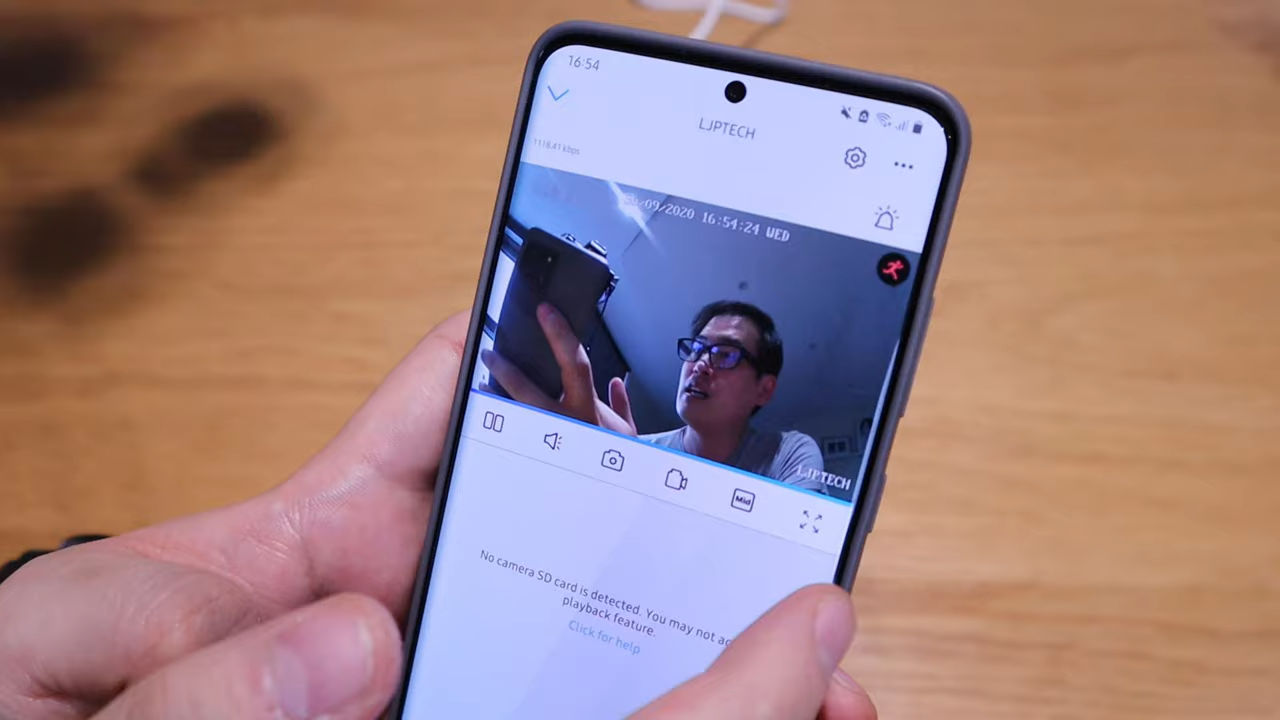 16:54
LJPTECH
1118.41 kbps
/09/2020 16:54:24 WED
LJPTECH
Mid
No camera SD card is detected. You may not
playback feature.
Click for help